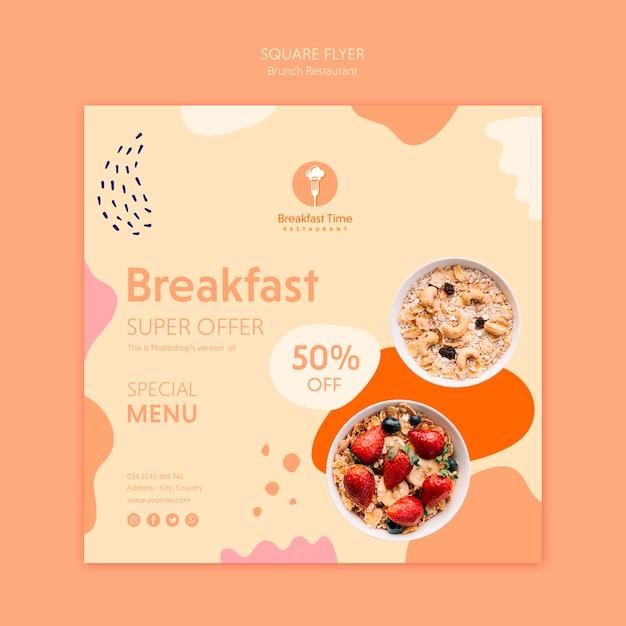 SQUARE FLYER
Brunch Restaurant
Breakfast Time
RESTAURANT
Breakfast
SUPER OFFER
This is Photoshop's version of
50%
OFF
SPECIAL
MENU
034 2145 369 741
Address - City, Country
www.yoursite.com